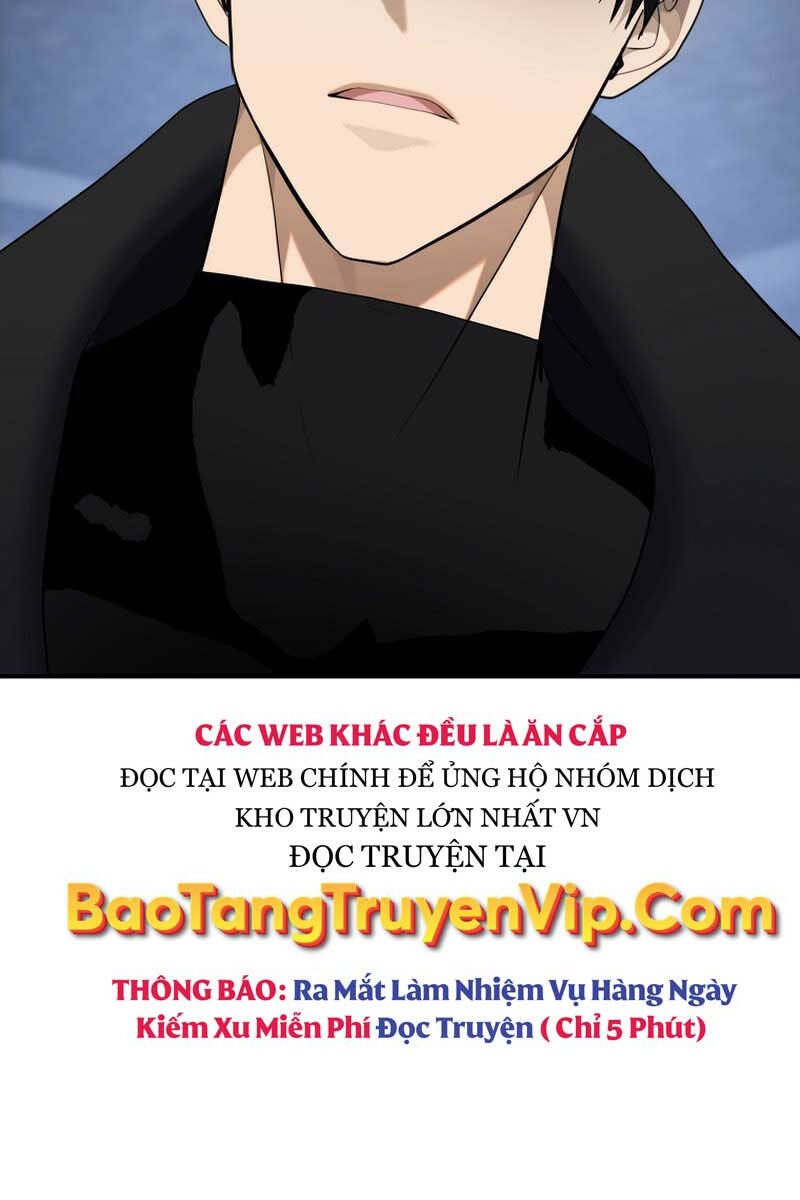 CÁC WEB KHÁC ĐỀU LÀ ĂN CẮP
ĐỌC TẠI WEB CHÍNH ĐỂ ỦNG HỘ NHÓM DỊCH
KHO TRUYỆN LỚN NHẤT VN
ĐỌC TRUYỆN TẠI
BaoTangTruyenVip.Com
THÔNG BÁO: Ra Mắt Làm Nhiệm Vụ Hàng Ngày
Kiếm Xu Miễn Phí Đọc Truyện ( Chỉ 5 Phút)